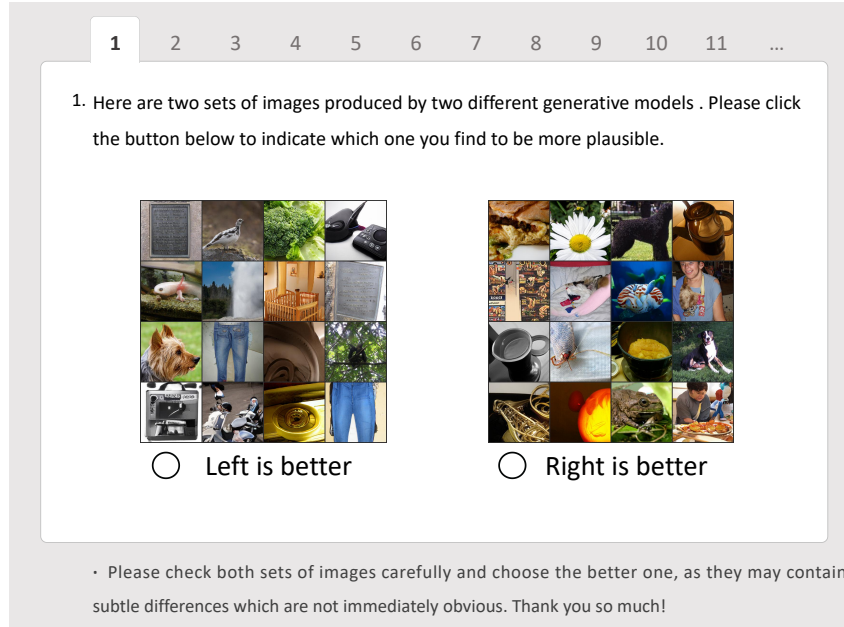 1 2 3 4 5 6 7 8 9 10 11 ...
1. Here are two sets of images produced by two different generative models . Please click
the button below to indicate which one you find to be more plausible.
Left is better Right is better
· Please check both sets of images carefully and choose the better one, as they may contain
subtle differences which are not immediately obvious. Thank you so much!